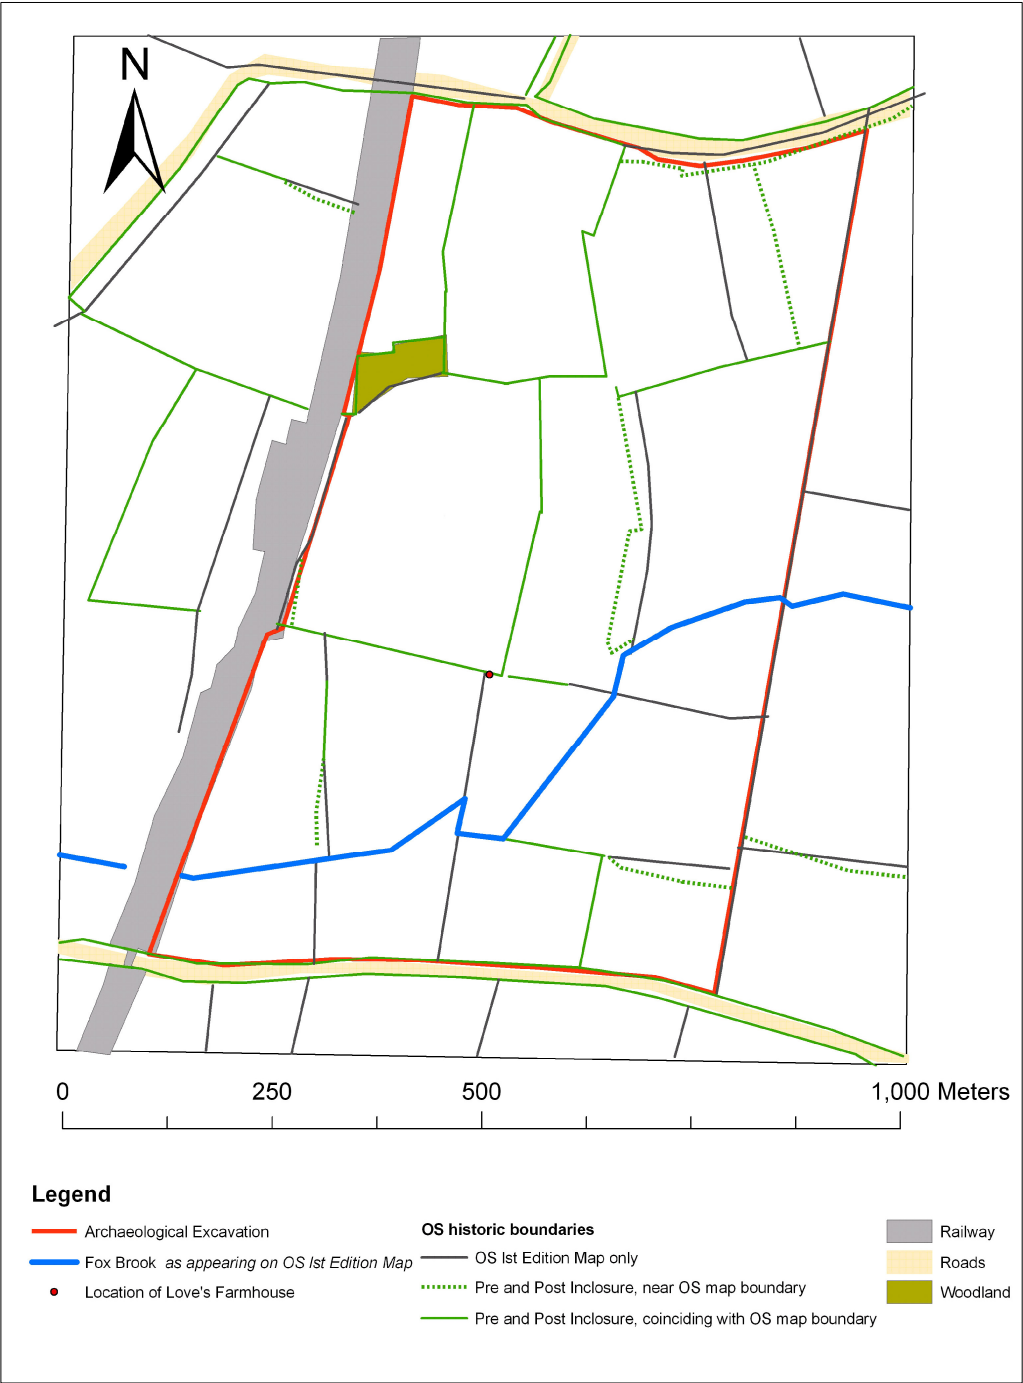 N
0 250 500 1,000 Meters
Legend
Archaeological Excavation
Fox Brook as appearing on OS Ist Edition Map
Location of Love's Farmhouse
OS historic boundaries
OS Ist Edition Map only
Pre and Post Inclosure, near OS map boundary
Pre and Post Inclosure, coinciding with OS map boundary
Railway
Roads
Woodland